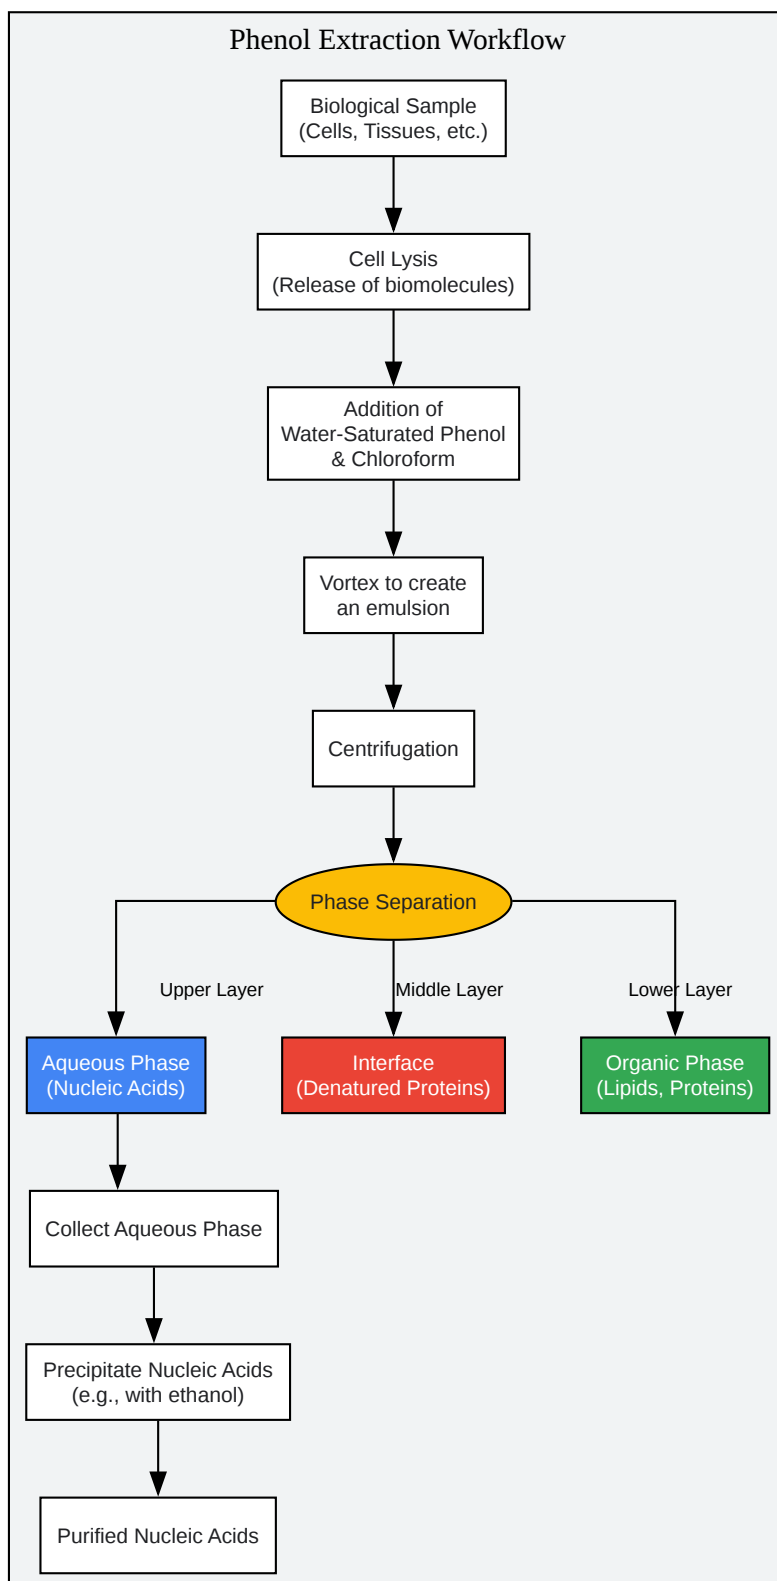 Phenol Extraction Workflow
Biological Sample
(Cells, Tissues, etc.)
Cell Lysis
(Release of biomolecules)
Addition of
Water-Saturated Phenol
& Chloroform
Vortex to create
an emulsion
Centrifugation
Phase Separation
Upper Layer
Middle Layer
Lower Layer
Aqueous Phase
(Nucleic Acids)
Interface
(Denatured Proteins)
Organic Phase
(Lipids, Proteins)
Collect Aqueous Phase
Precipitate Nucleic Acids
(e.g., with ethanol)
Purified Nucleic Acids